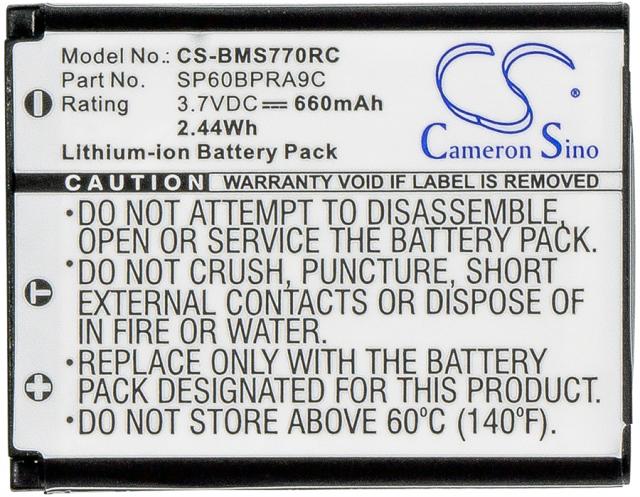 Model No.: CS-BMS770RC
Part No. SP60BPRA9C
Rating 3.7VDC 660mAh
2.44Wh
Lithium-ion Battery Pack
CS ®
Cameron Sino
CAUTION WARRANTY VOID IF LABEL IS REMOVED
•DO NOT ATTEMPT TO DISASSEMBLE,
OPEN OR SERVICE THE BATTERY PACK.
•DO NOT CRUSH, PUNCTURE, SHORT
EXTERNAL CONTACTS OR DISPOSE OF
IN FIRE OR WATER.
•REPLACE ONLY WITH THE BATTERY
PACK DESIGNATED FOR THE MACHINE.
•DO NOT STORE ABOVE 60°C (140°F).
− 
T
+